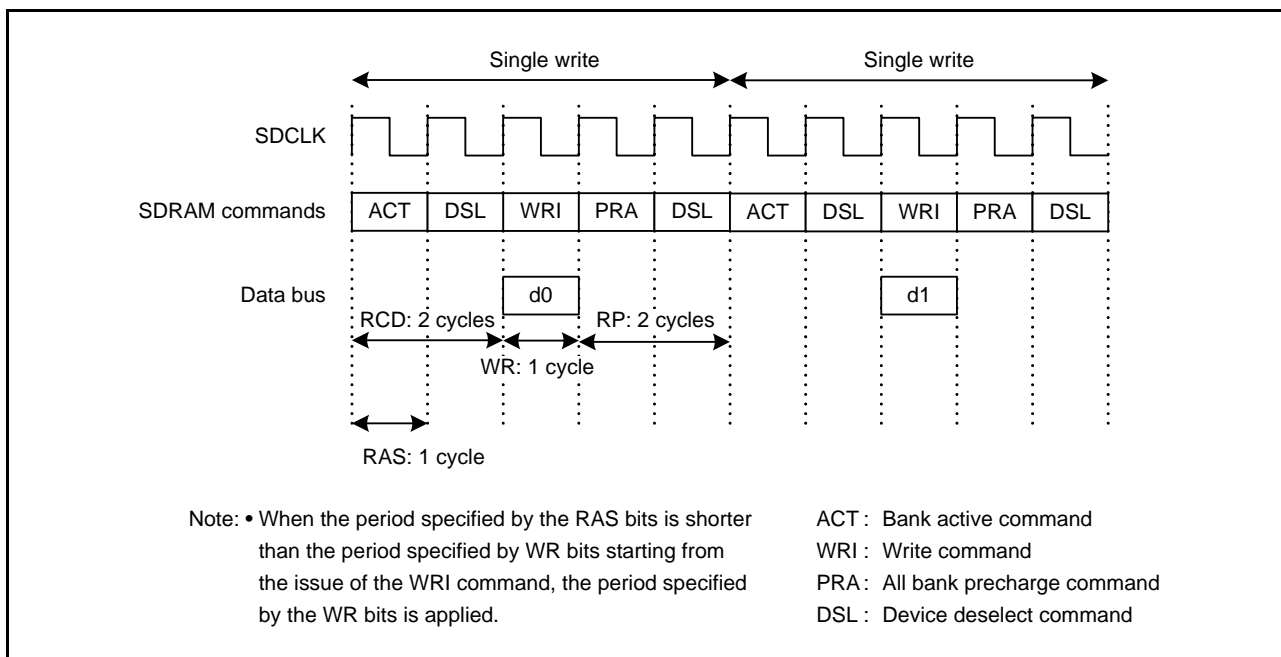 Single write Single write
SDCLK
SDRAM commands ACT DSL WRI PRA DSL ACT DSL WRI PRA DSL
Data bus d0 d1
RCD: 2 cycles RP: 2 cycles
WR: 1 cycle
RAS: 1 cycle
Note: • When the period specified by the RAS bits is shorter
than the period specified by WR bits starting from
the issue of the WRI command, the period specified
by the WR bits is applied.
ACT : Bank active command
WRI : Write command
PRA : All bank precharge command
DSL : Device deselect command